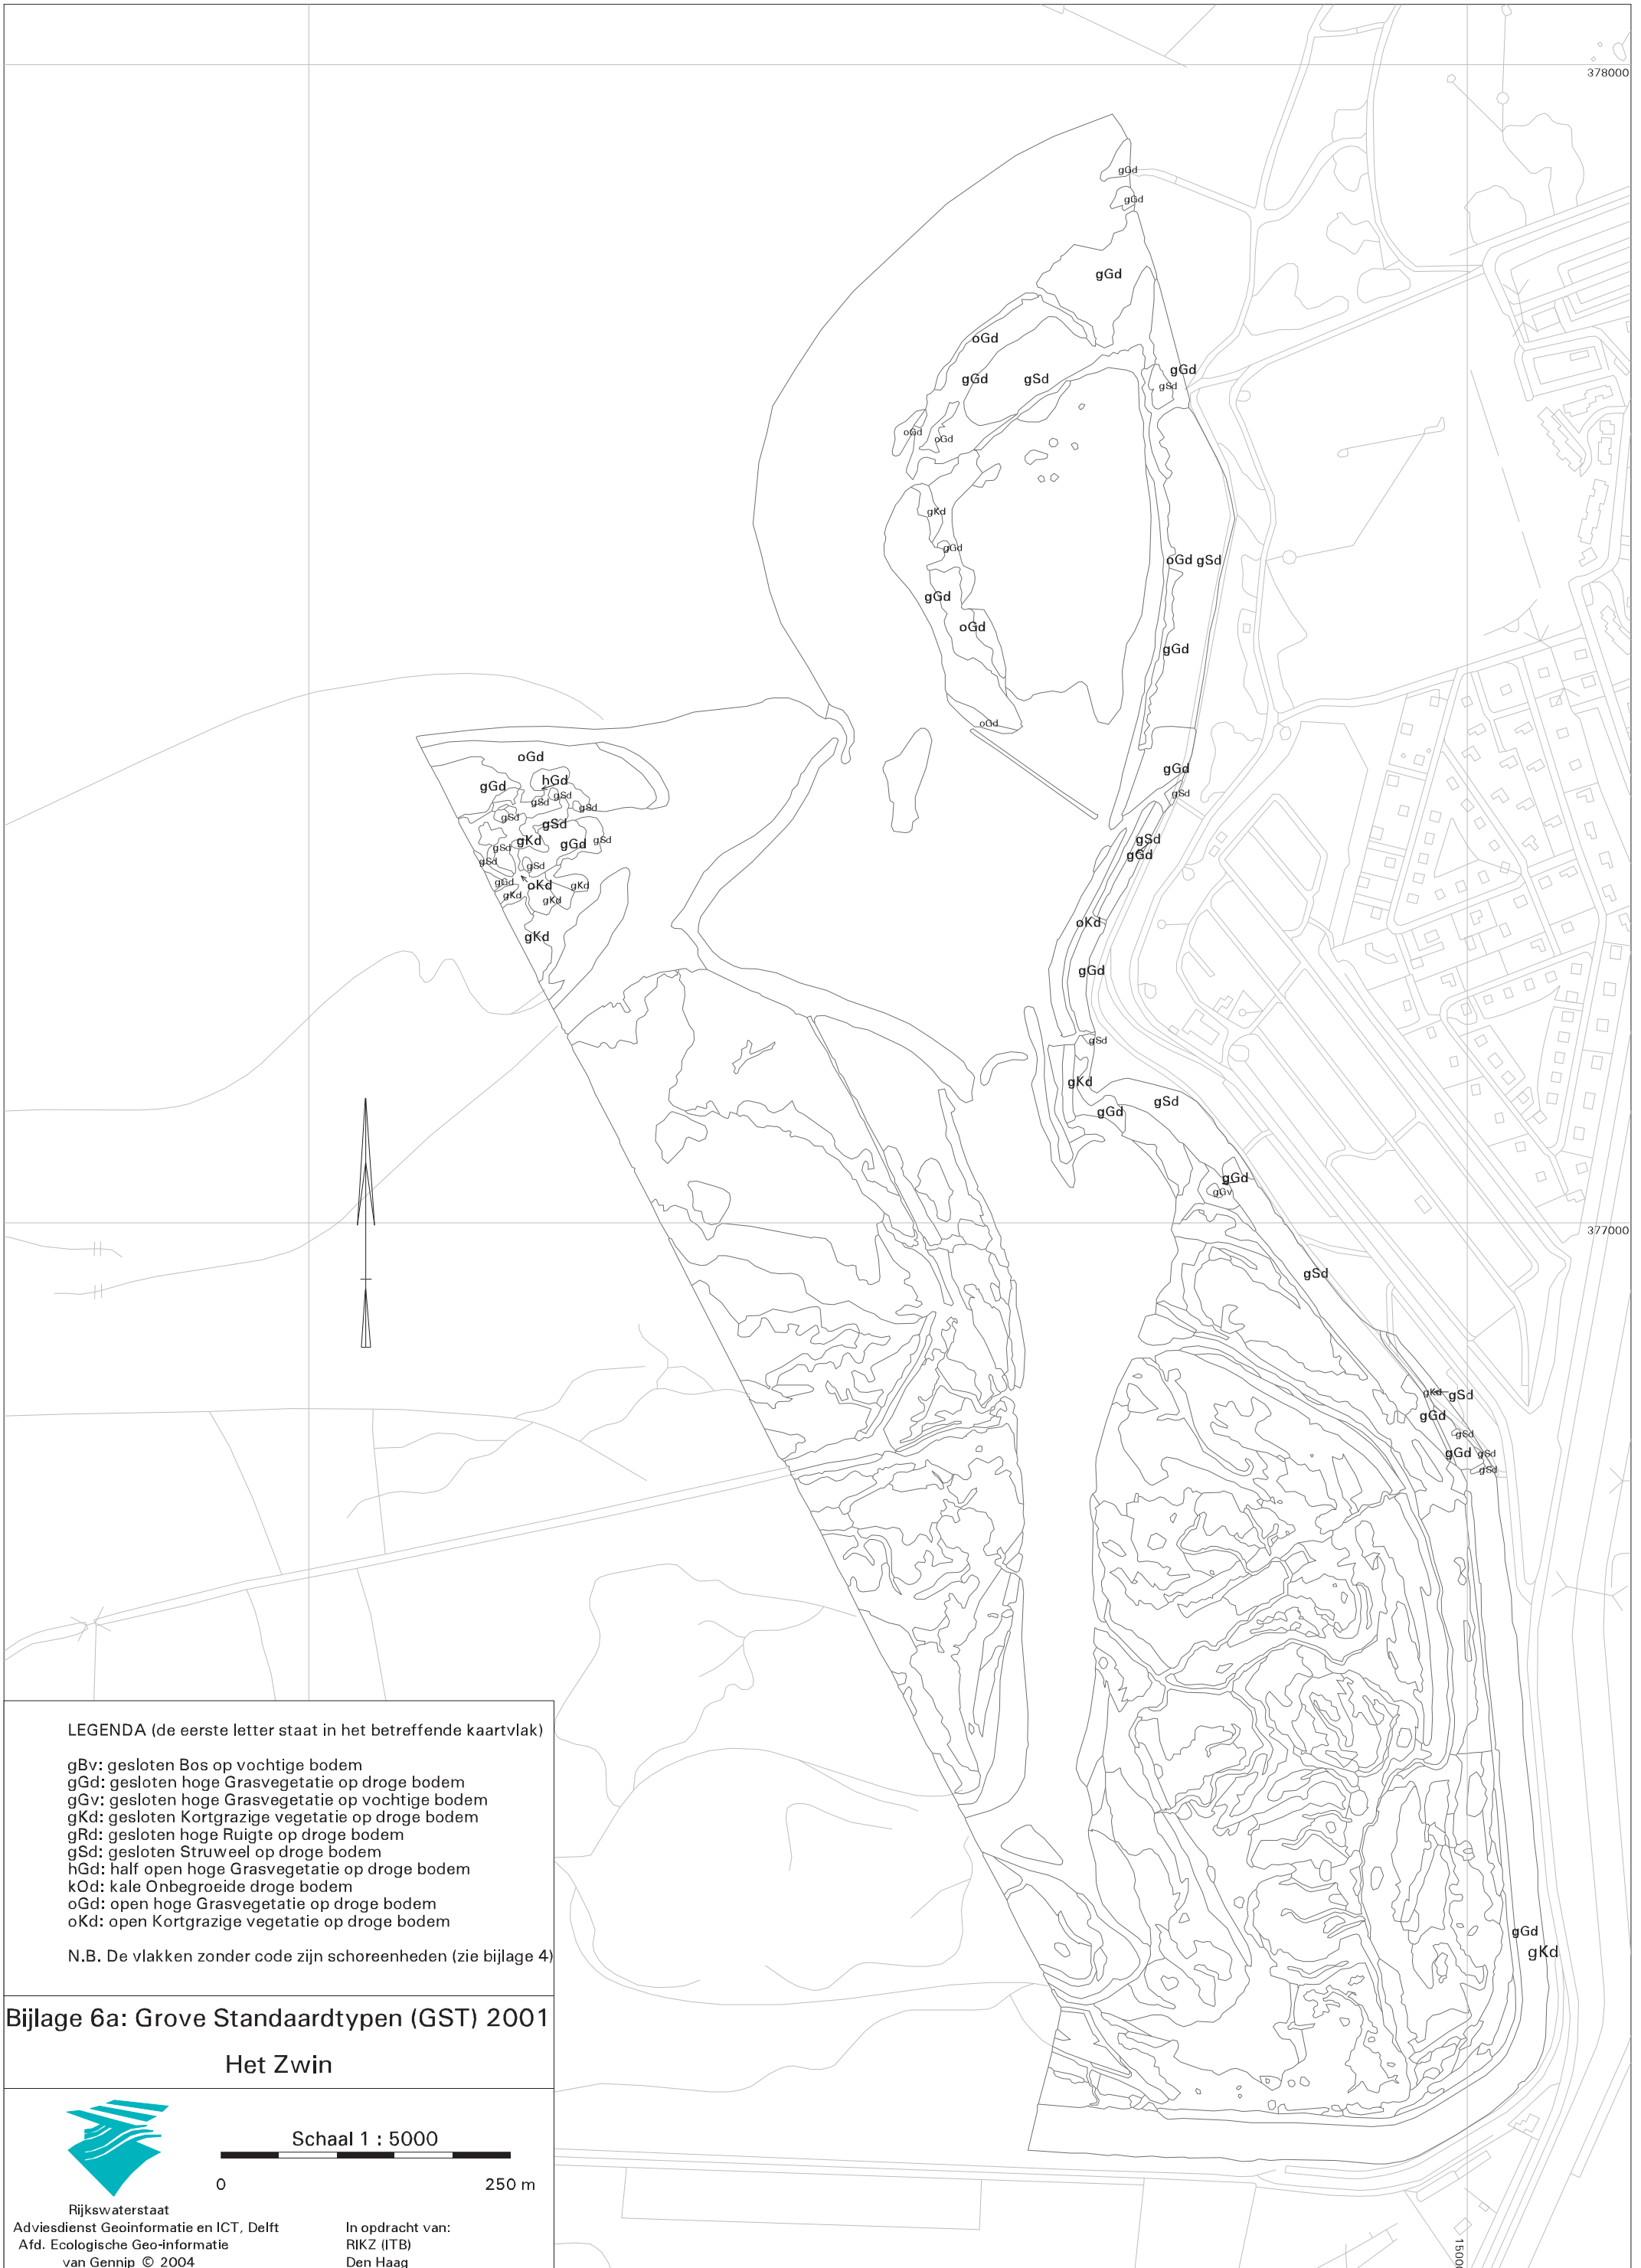 378000
gGd
gGd
gGd
oGd
gGd
gSd
gGd
gSd
oGd
oGd
gKd
gGd
oGd gSd
gGd
oGd
gGd
oGd
oGd
gGd
hGd
gGd
gSd
gSd
gSd
gSd
gSd
gSd
gKd
gGd
gSd
gSd
gSd
gSd
gGd
oKd
gKd
gKd
gKd
gKd
gGd
gSd
gSd
gGd
oKd
gGd
gSd
gKd
gGd
gSd
gGd
gGv
377000
gSd
gKd
gSd
gGd
gSd
gGd
gSd
gSd
gGd
gKd
LEGENDA (de eerste letter staat in het betreffende kaartvlak)
gBv: gesloten Bos op vochtige bodem
gGd: gesloten hoge Grasvegetatie op droge bodem
gGv: gesloten hoge Grasvegetatie op vochtige bodem
gKd: gesloten Kortgrazige vegetatie op droge bodem
gRd: gesloten hoge Ruigte op droge bodem
gSd: gesloten Struweel op droge bodem
hGd: half open hoge Grasvegetatie op droge bodem
kOd: kale Onbegroeide droge bodem
oGd: open hoge Grasvegetatie op droge bodem
oKd: open Kortgrazige vegetatie op droge bodem
N.B. De vlakken zonder code zijn schoreenheden (zie bijlage 4)
Bijlage 6a: Grove Standaardtypen (GST) 2001
Het Zwin
Schaal 1 : 5000
0
250 m
Rijkswaterstaat
Adviesdienst Geoinformatie en ICT, Delft
Afd. Ecologische Geo-informatie
van Gennip © 2004
In opdracht van:
RIKZ (ITB)
Den Haag